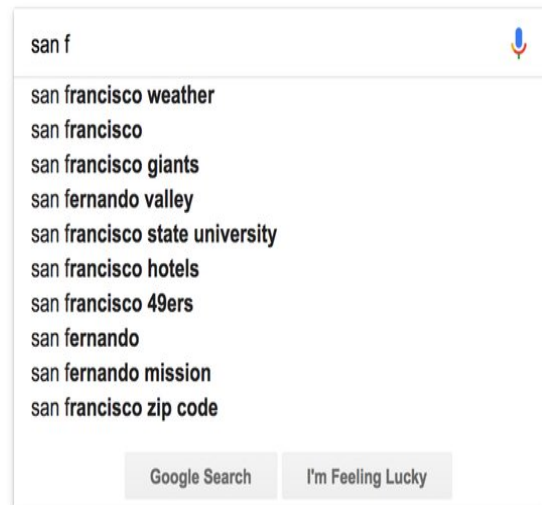 san f
san francisco weather
san francisco
san francisco giants
san fernando valley
san francisco state university
san francisco hotels
san francisco 49ers
san fernando
san fernando mission
san francisco zip code
Google Search I'm Feeling Lucky